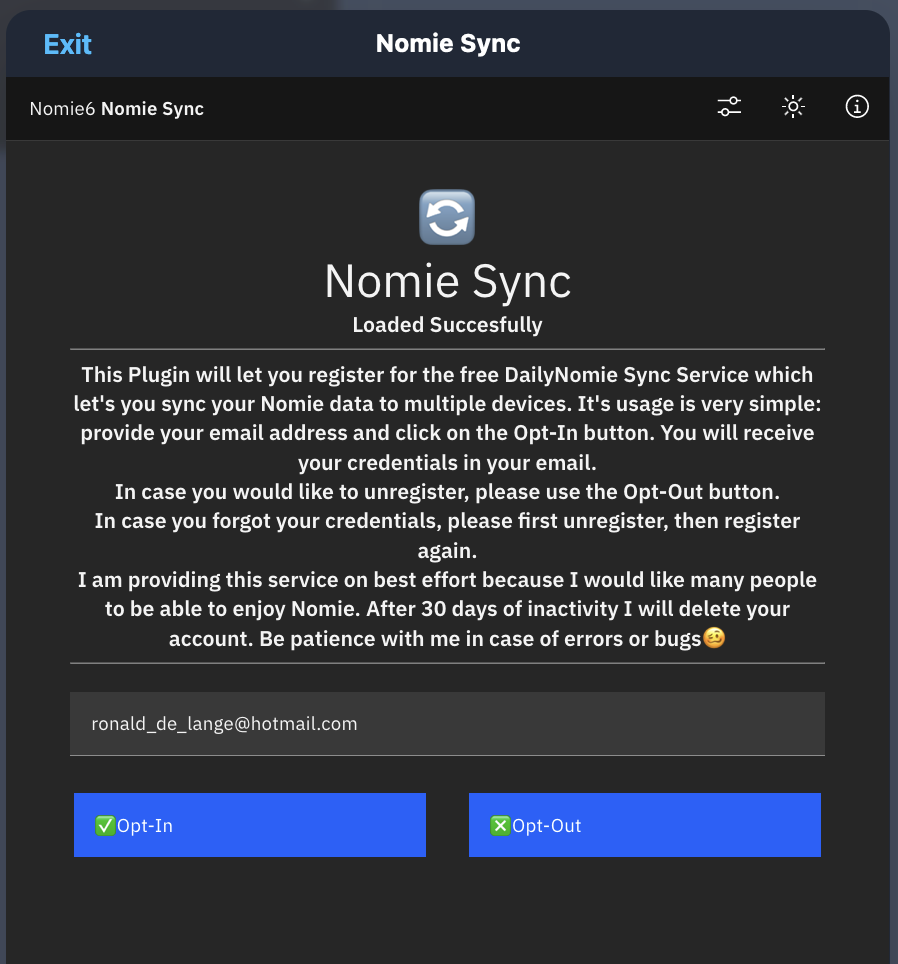 Exit
Nomie Sync
Nomie6 Nomie Sync
Nomie Sync
Loaded Succesfully
This Plugin will let you register for the free DailyNomie Sync Service which
let's you sync your Nomie data to multiple devices. It's usage is very simple:
provide your email address and click on the Opt-In button. You will receive
your credentials in your email.
In case you would like to unregister, please use the Opt-Out button.
In case you forgot your credentials, please first unregister, then register
again.
I am providing this service on best effort because I would like many people
to be able to enjoy Nomie. After 30 days of inactivity I will delete your
account. Be patience with me in case of errors or bugs🥴
ronald_de_lange@hotmail.com
✅Opt-In
❎Opt-Out